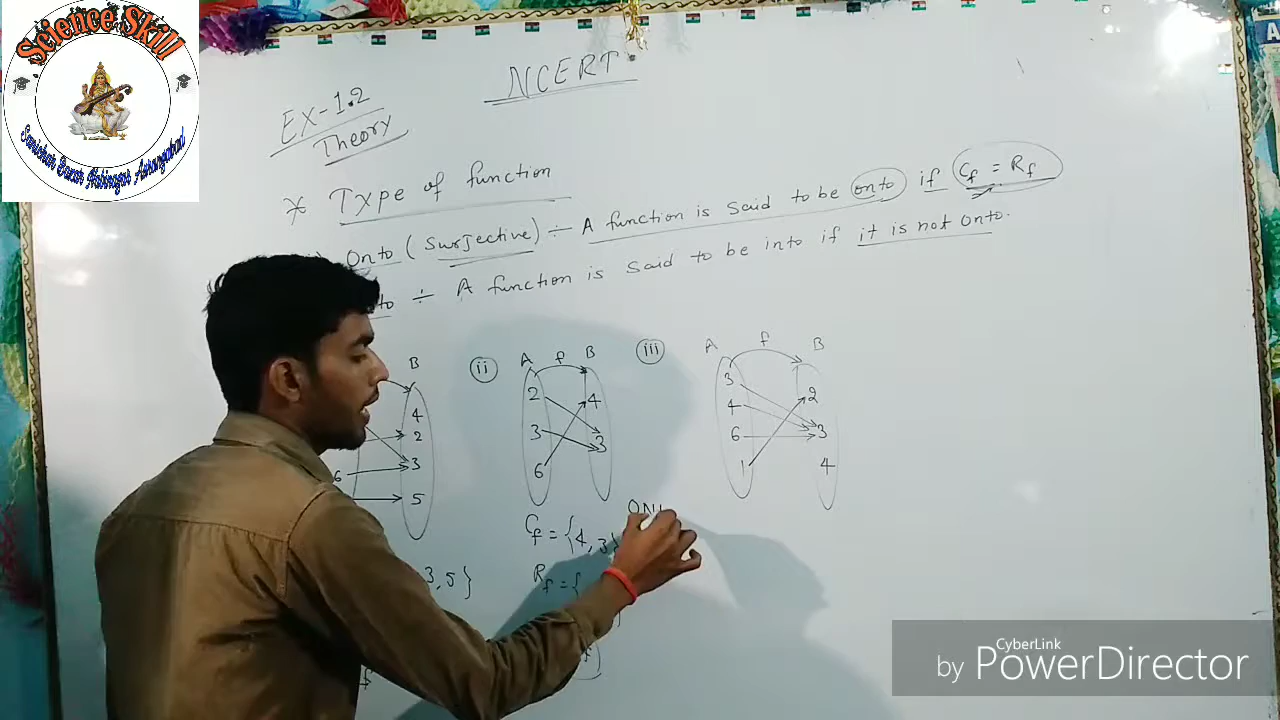 Science Skill
Ex-1.2
Theory
NCERT
* Type of function
Onto (Surjective) ÷ A function is said to be onto if Cf = Rf
÷ A function is said to be into if it is not onto.
B
4
2
3
5
6
3, 5}
(ii)
A f B
2 4
3 3
6
Cf = {4, 3}
Rf = {
ON
(iii)
A f B
3 2
4 3
6 4
1
CyberLink
by PowerDirector